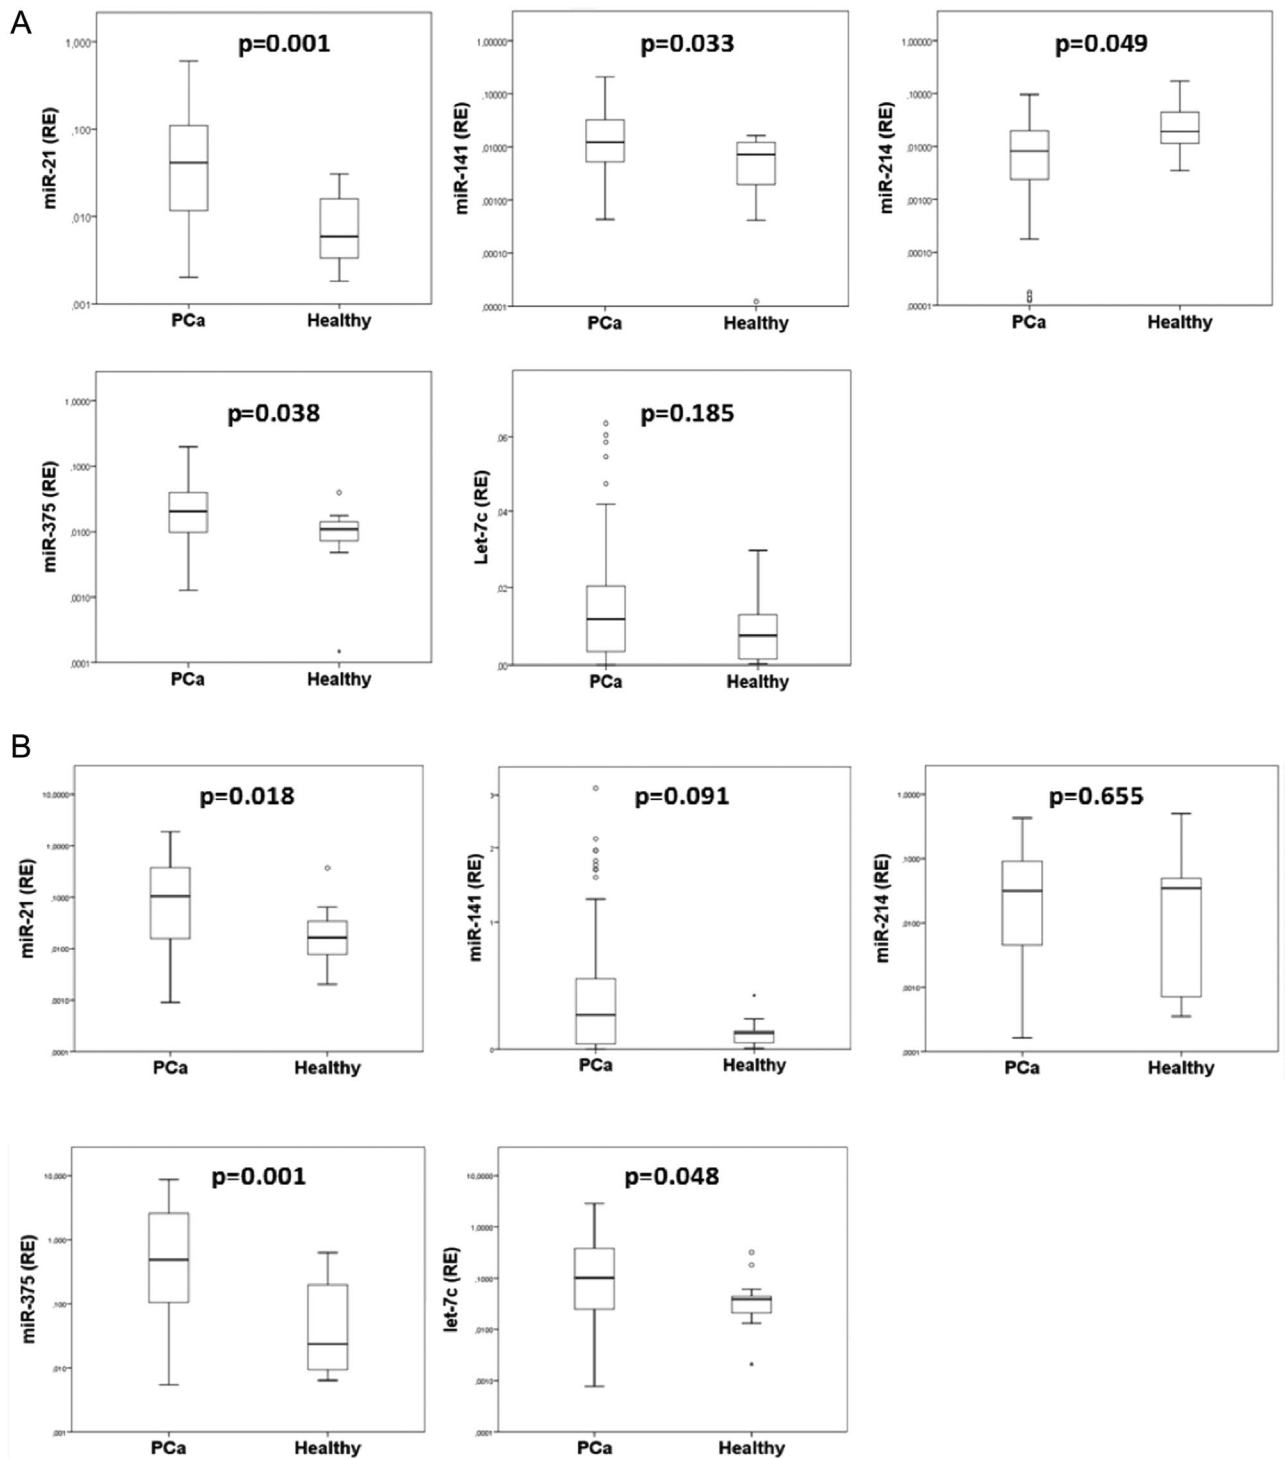 A
p=0.001
miR-21 (RE)
1,000
,100
,010
,001
PCa
Healthy
p=0.033
miR-141 (RE)
1,00000
,10000
,01000
,00100
,00010
,00001
PCa
Healthy
p=0.049
miR-214 (RE)
1,00000
,10000
,01000
,00100
,00010
,00001
PCa
Healthy
p=0.038
miR-375 (RE)
1,0000
,1000
,0100
,0010
,0001
PCa
Healthy
p=0.185
Let-7c (RE)
,06
,04
,02
,00
PCa
Healthy
B
p=0.018
miR-21 (RE)
10,0000
1,0000
,1000
,0100
,0010
,0001
PCa
Healthy
p=0.091
miR-141 (RE)
3
2
1
0
PCa
Healthy
p=0.655
miR-214 (RE)
1,0000
,1000
,0100
,0010
,0001
PCa
Healthy
p=0.001
miR-375 (RE)
10,000
1,000
,100
,010
,001
PCa
Healthy
p=0.048
let-7c (RE)
10,0000
1,0000
,1000
,0100
,0010
,0001
PCa
Healthy